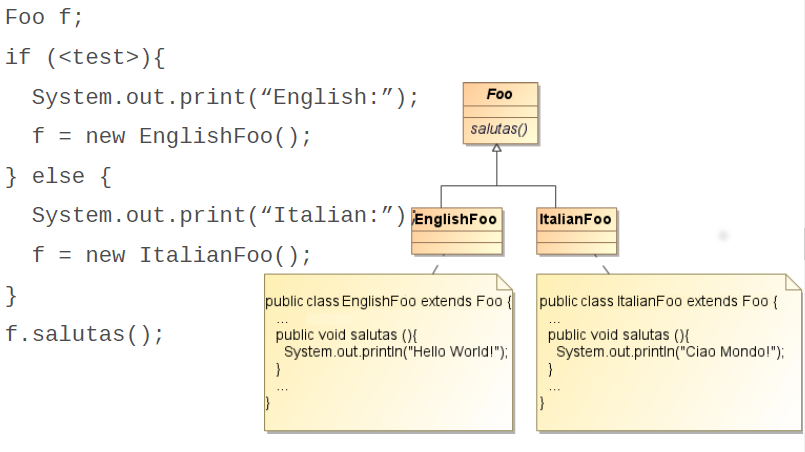 Foo f;
if (<test>){
System.out.print(“English:”);
f = new EnglishFoo();
} else {
System.out.print(“Italian:”);
f = new ItalianFoo();
}
f.salutas();
Foo
salutas()
EnglishFoo
ItalianFoo
public class EnglishFoo extends Foo {
...
public void salutas (){
System.out.println("Hello World!");
}
...
}
public class ItalianFoo extends Foo {
...
public void salutas (){
System.out.println("Ciao Mondo!");
}
...
}